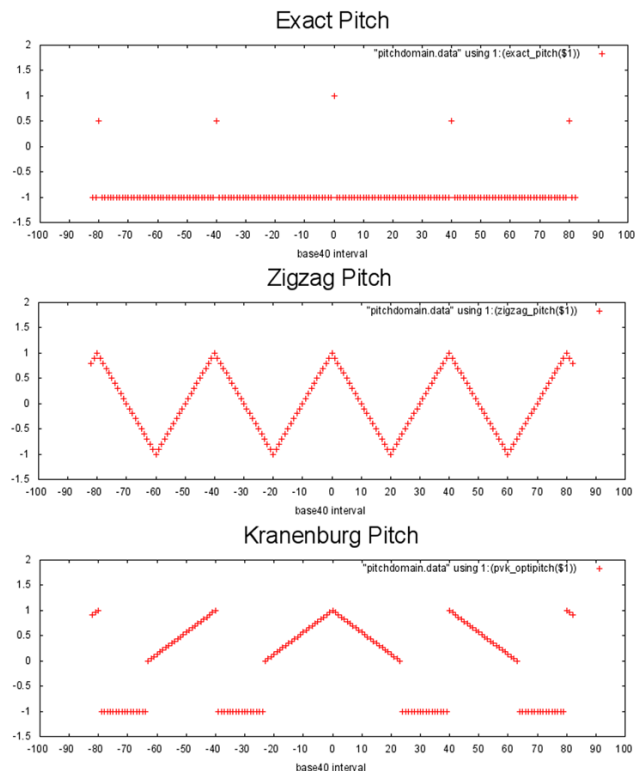 Exact Pitch
"pitchdomain.data" using 1:(exact_pitch($1))
2
1.5
1
0.5
0
-0.5
-1
-1.5
-100 -90 -80 -70 -60 -50 -40 -30 -20 -10 0 10 20 30 40 50 60 70 80 90 100
base40 interval
Zigzag Pitch
"pitchdomain.data" using 1:(zigzag_pitch($1))
2
1.5
1
0.5
0
-0.5
-1
-1.5
-100 -90 -80 -70 -60 -50 -40 -30 -20 -10 0 10 20 30 40 50 60 70 80 90 100
base40 interval
Kranenburg Pitch
"pitchdomain.data" using 1:(pvk_optipitch($1))
2
1.5
1
0.5
0
-0.5
-1
-1.5
-100 -90 -80 -70 -60 -50 -40 -30 -20 -10 0 10 20 30 40 50 60 70 80 90 100
base40 interval